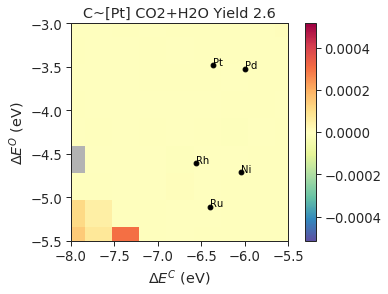 C~[Pt] CO2+H2O Yield 2.6
−3.0
−3.5
−4.0
−4.5
−5.0
−5.5
ΔE^O (eV)
Pt
Pd
Rh
Ni
Ru
−8.0 −7.5 −7.0 −6.5 −6.0 −5.5
ΔE^C (eV)
0.0004
0.0002
0.0000
−0.0002
−0.0004